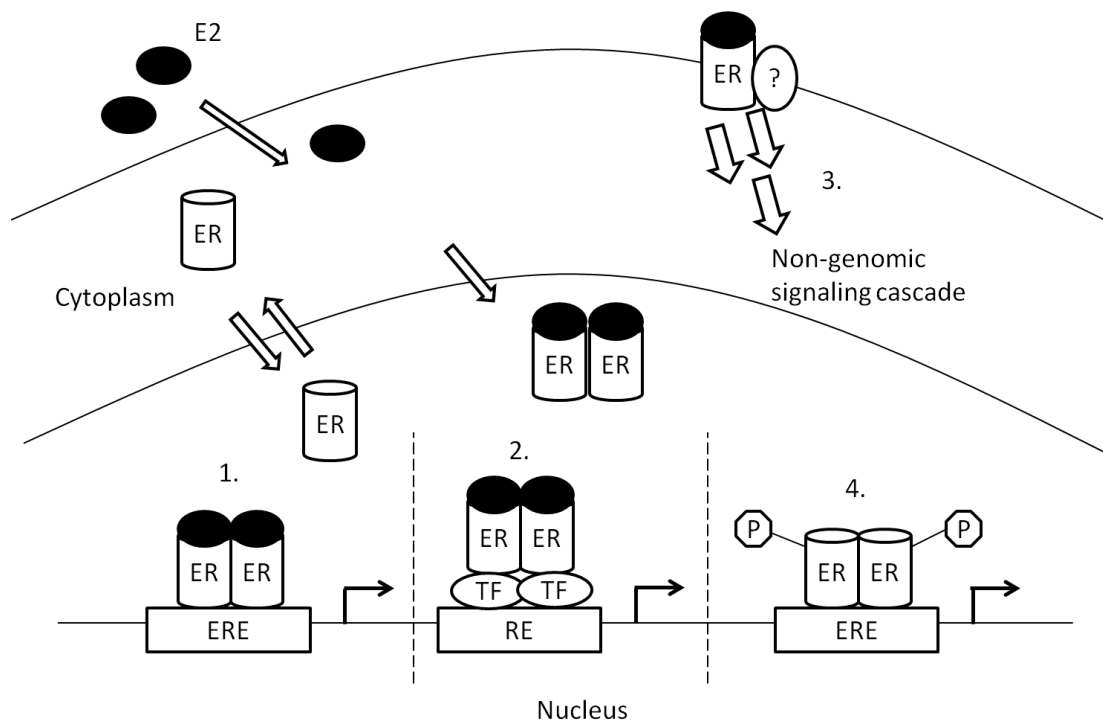 E2
ER
?
ER
3.
Cytoplasm
Non-genomic
signaling cascade
ER
ER
ER
1.
2.
4.
ER
ER
P
P
ER
ER
ER
ER
TF
TF
ERE
RE
ERE
Nucleus